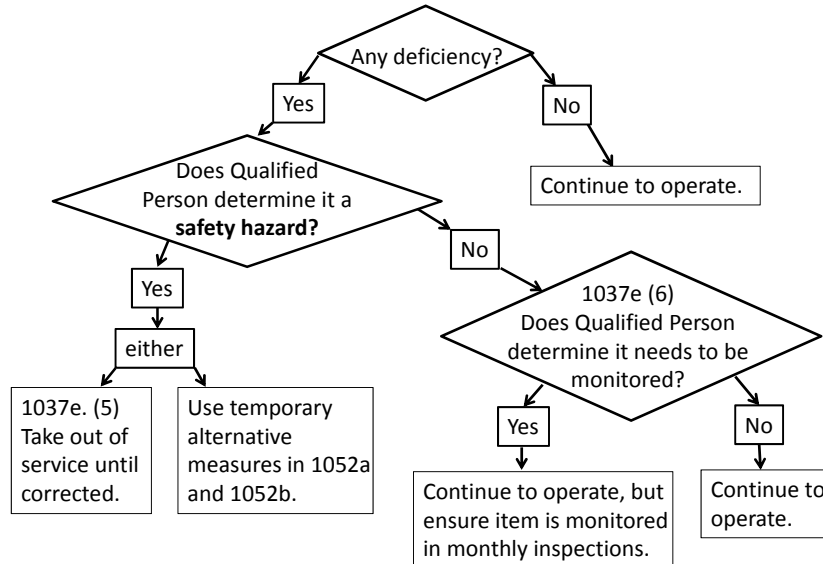 Any deficiency?
Yes
No
Does Qualified
Person determine it a
safety hazard?
Continue to operate.
Yes
No
either
1037e (6)
Does Qualified Person
determine it needs to be
monitored?
1037e. (5)
Take out of
service until
corrected.
Use temporary
alternative
measures in 1052a
and 1052b.
Yes
No
Continue to operate, but
ensure item is monitored
in monthly inspections.
Continue to
operate.